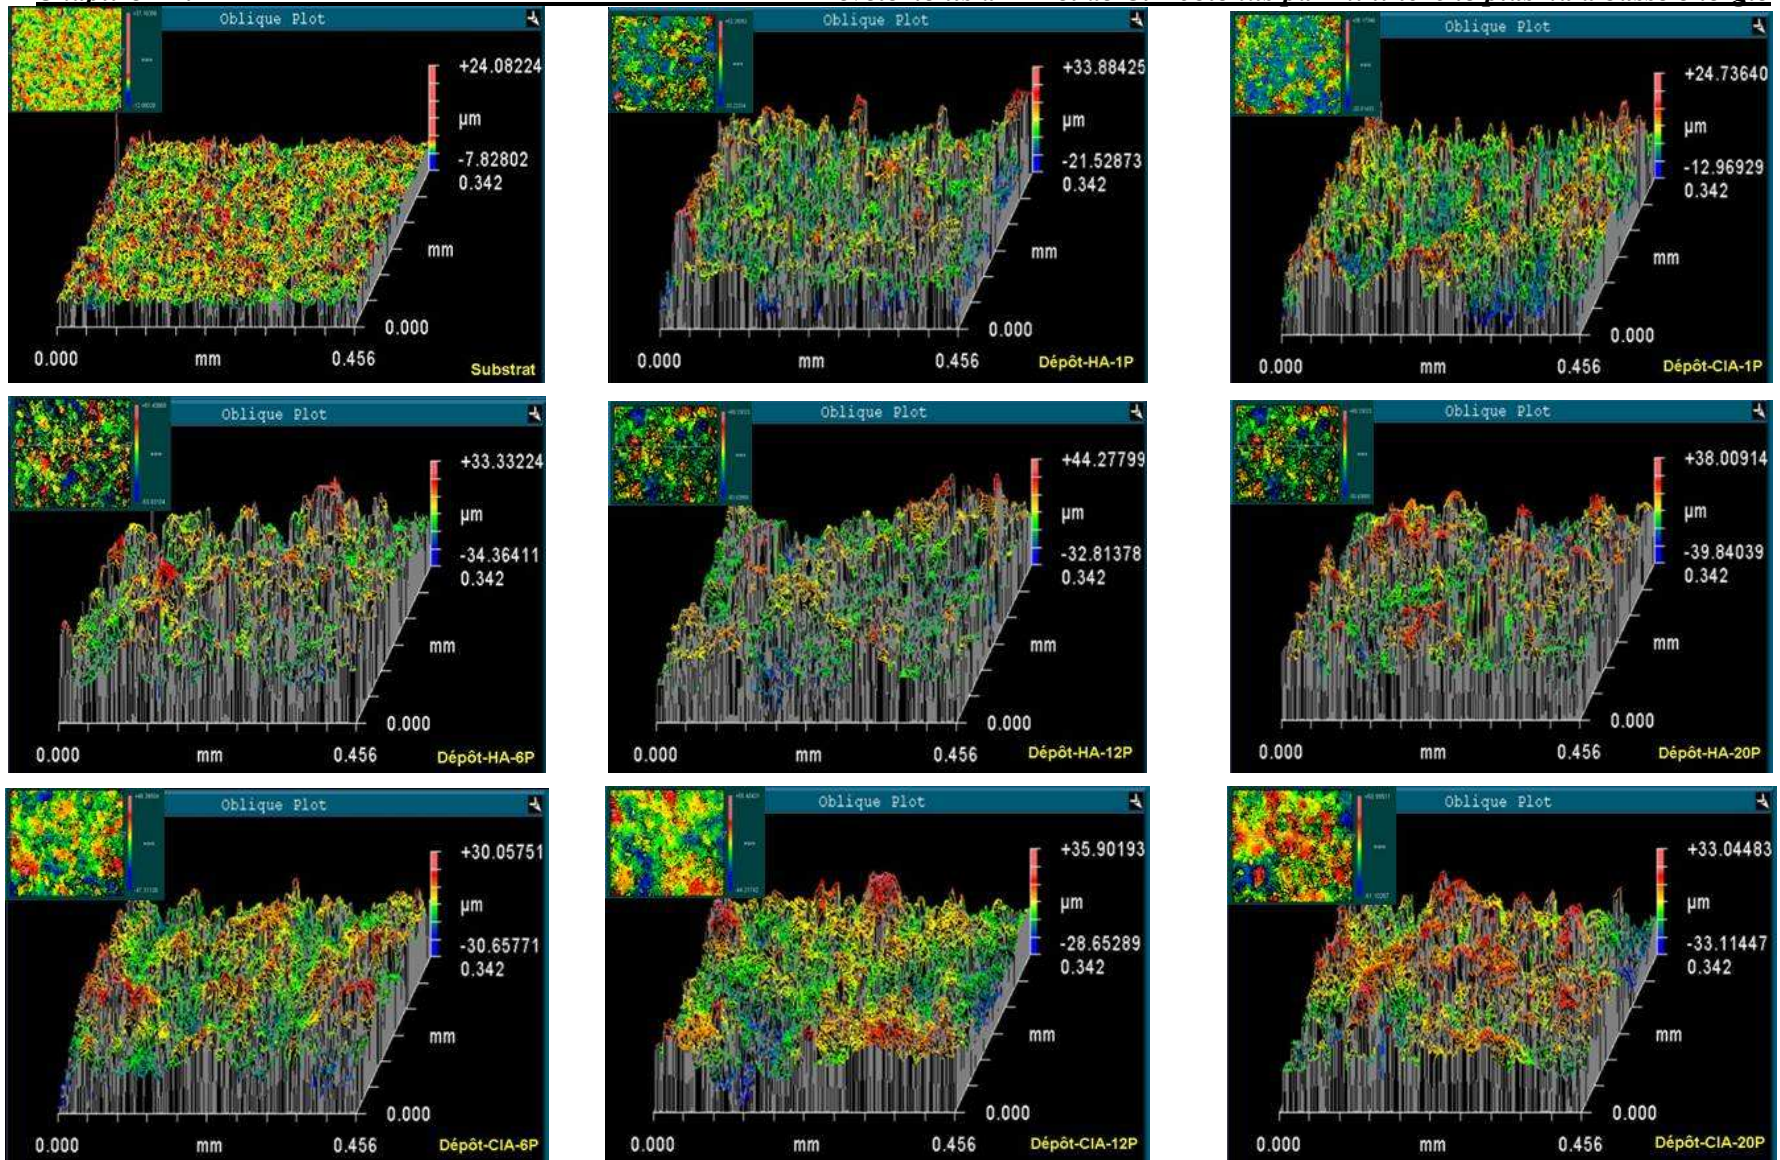 Oblique Plot
+24.08224
µm
-7.82802
0.342
mm
0.000
0.000 mm 0.456
Substrat
Oblique Plot
+33.88425
µm
-21.52873
0.342
mm
0.000
0.000 mm 0.456
Dépôt-HA-1P
Oblique Plot
+24.73640
µm
-12.96929
0.342
mm
0.000
0.000 mm 0.456
Dépôt-CIA-1P
Oblique Plot
+33.33224
µm
-34.36411
0.342
mm
0.000
0.000 mm 0.456
Dépôt-HA-6P
Oblique Plot
+44.27799
µm
-32.81378
0.342
mm
0.000
0.000 mm 0.456
Dépôt-HA-12P
Oblique Plot
+38.00914
µm
-39.84039
0.342
mm
0.000
0.000 mm 0.456
Dépôt-HA-20P
Oblique Plot
+30.05751
µm
-30.65771
0.342
mm
0.000
0.000 mm 0.456
Dépôt-CIA-6P
Oblique Plot
+35.90193
µm
-28.65289
0.342
mm
0.000
0.000 mm 0.456
Dépôt-CIA-12P
Oblique Plot
+33.04483
µm
-33.11447
0.342
mm
0.000
0.000 mm 0.456
Dépôt-CIA-20P